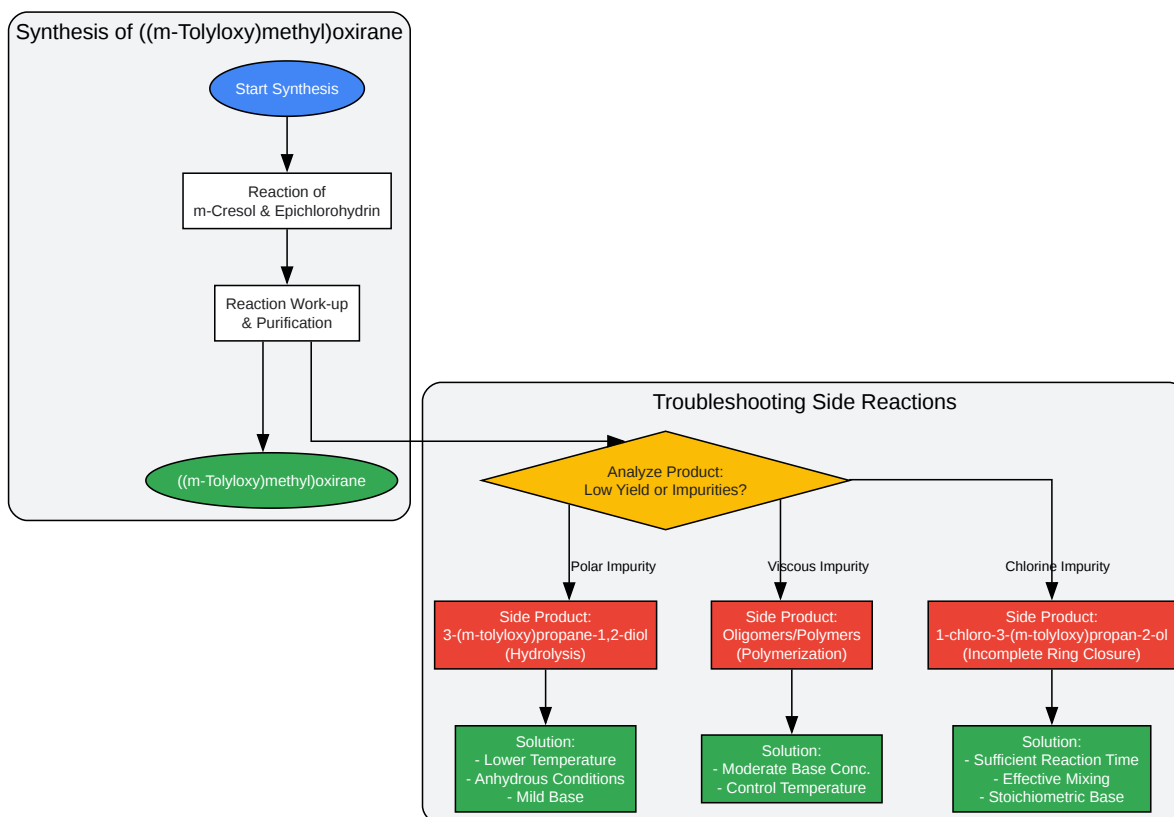 Synthesis of ((m-Tolyloxy)methyl)oxirane
Start Synthesis
Reaction of
m-Cresol & Epichlorohydrin
Reaction Work-up
& Purification
((m-Tolyloxy)methyl)oxirane
Troubleshooting Side Reactions
Analyze Product:
Low Yield or Impurities?
Polar Impurity
Viscous Impurity
Chlorine Impurity
Side Product:
3-(m-tolyloxy)propane-1,2-diol
(Hydrolysis)
Side Product:
Oligomers/Polymers
(Polymerization)
Side Product:
1-chloro-3-(m-tolyloxy)propan-2-ol
(Incomplete Ring Closure)
Solution:
- Lower Temperature
- Anhydrous Conditions
- Mild Base
Solution:
- Moderate Base Conc.
- Control Temperature
Solution:
- Sufficient Reaction Time
- Effective Mixing
- Stoichiometric Base